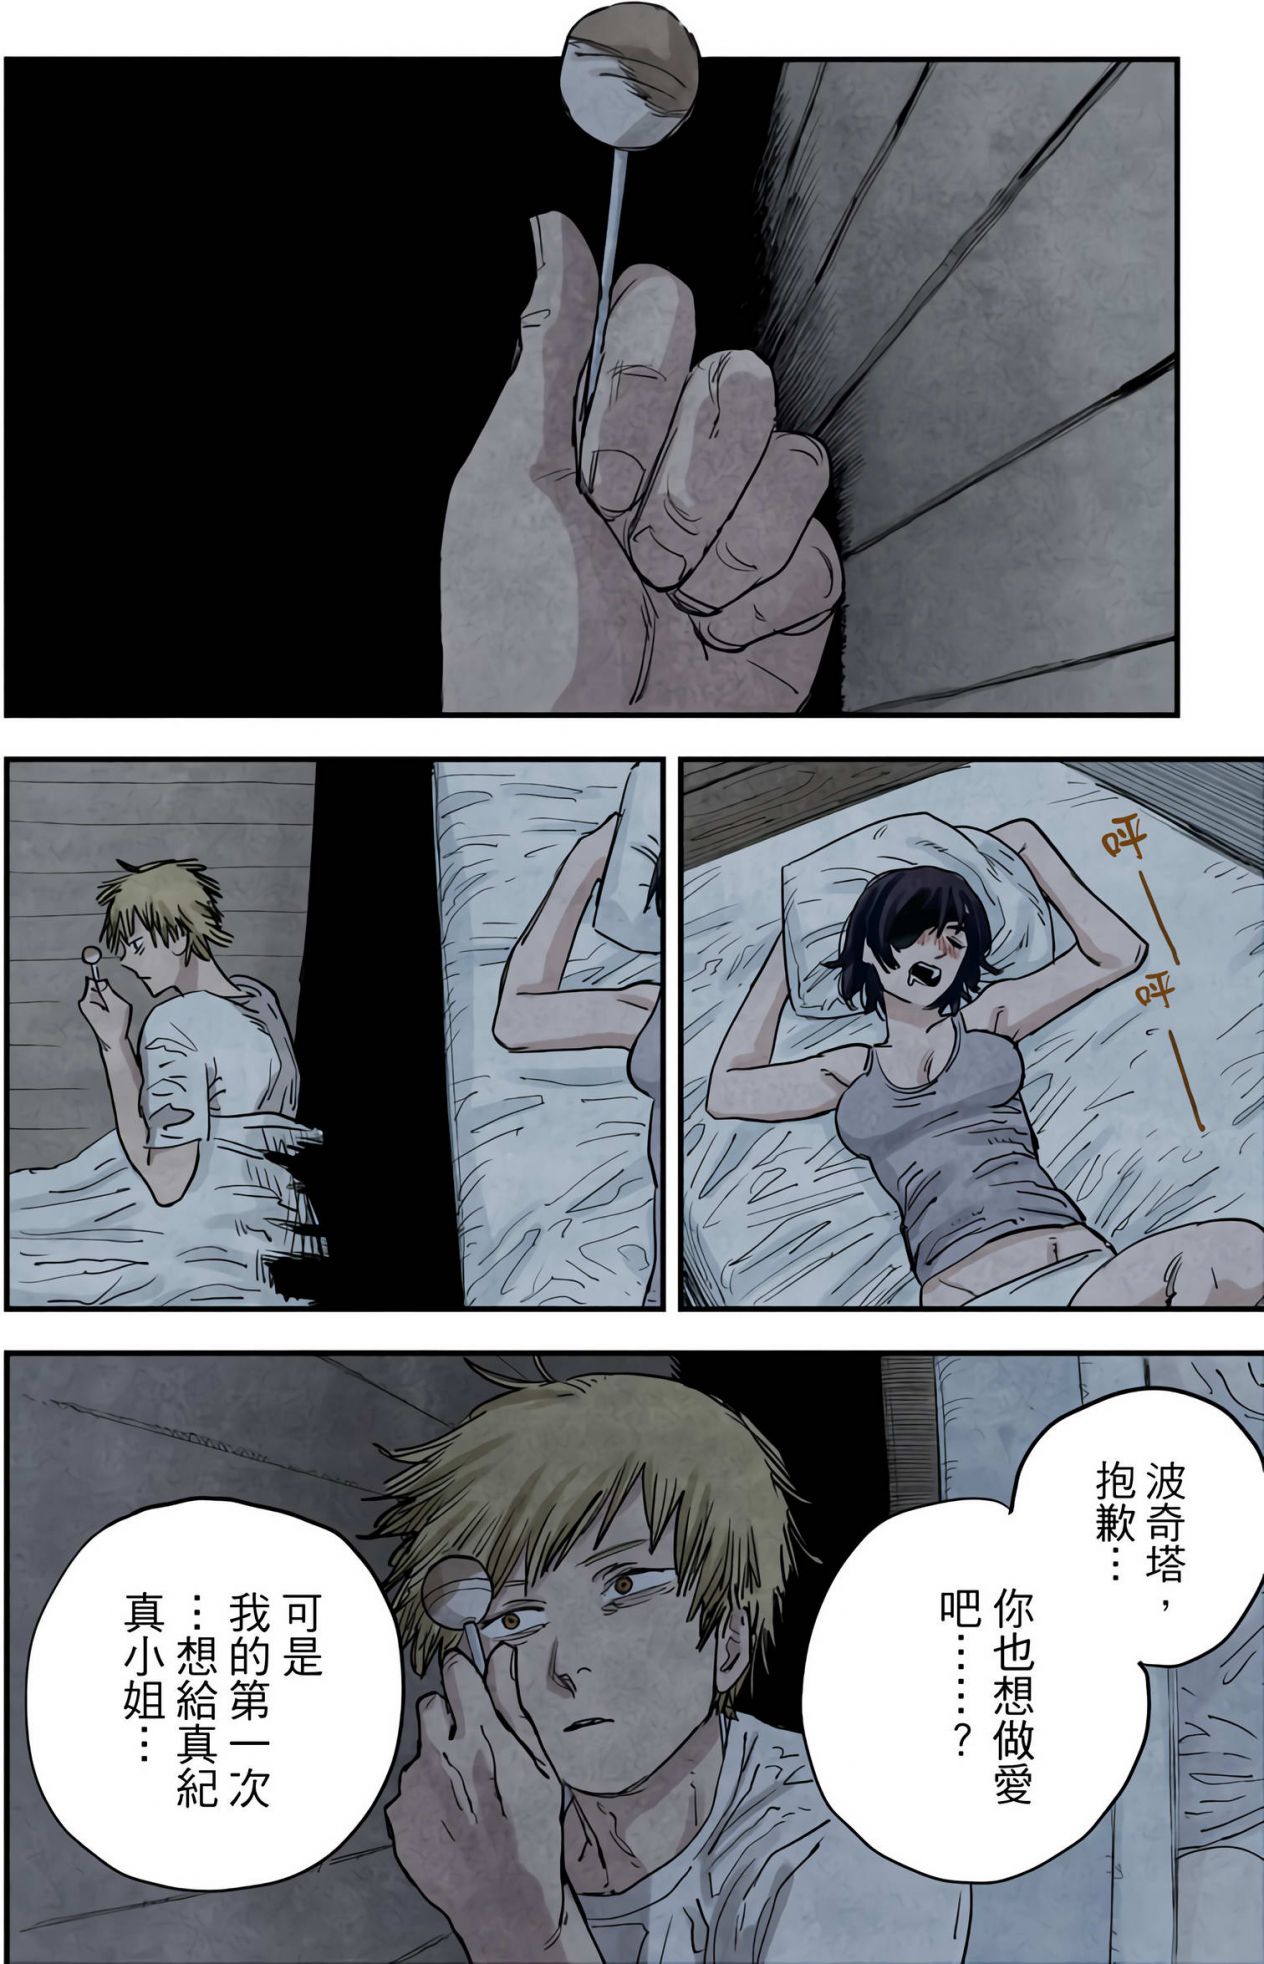 呼——
呼——
波奇塔，
抱歉…
你也想做愛
吧……？
可是
我的第一次
…想給真紀
真小姐…